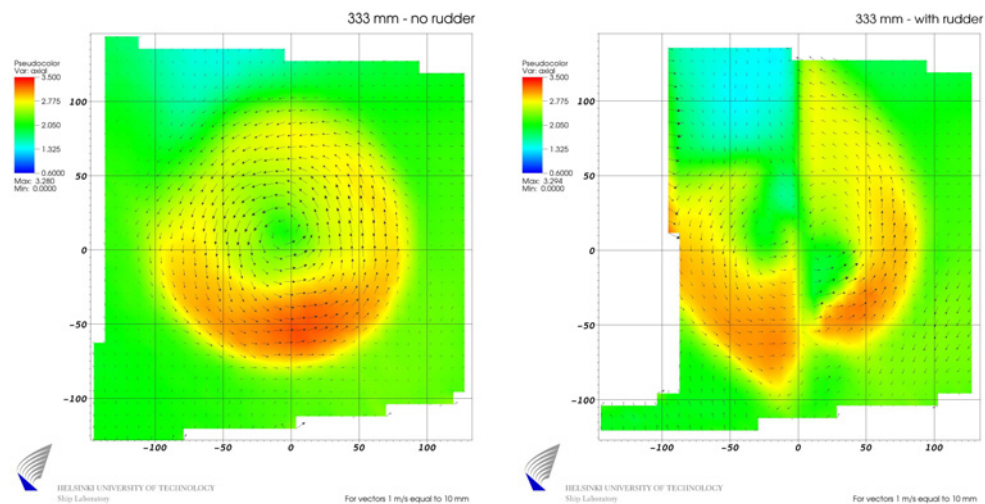 333 mm - no rudder
Pseudocolor
Var: axial
3.500
2.775
2.050
1.325
0.6000
Max: 3.280
Min: 0.0000
100
50
0
−50
−100
−100 −50 0 50 100
HELSINKI UNIVERSITY OF TECHNOLOGY
Ship Laboratory
For vectors 1 m/s equal to 10 mm
333 mm - with rudder
Pseudocolor
Var: axial
3.500
2.775
2.050
1.325
0.6000
Max: 3.294
Min: 0.0000
100
50
0
−50
−100
−100 −50 0 50 100
HELSINKI UNIVERSITY OF TECHNOLOGY
Ship Laboratory
For vectors 1 m/s equal to 10 mm